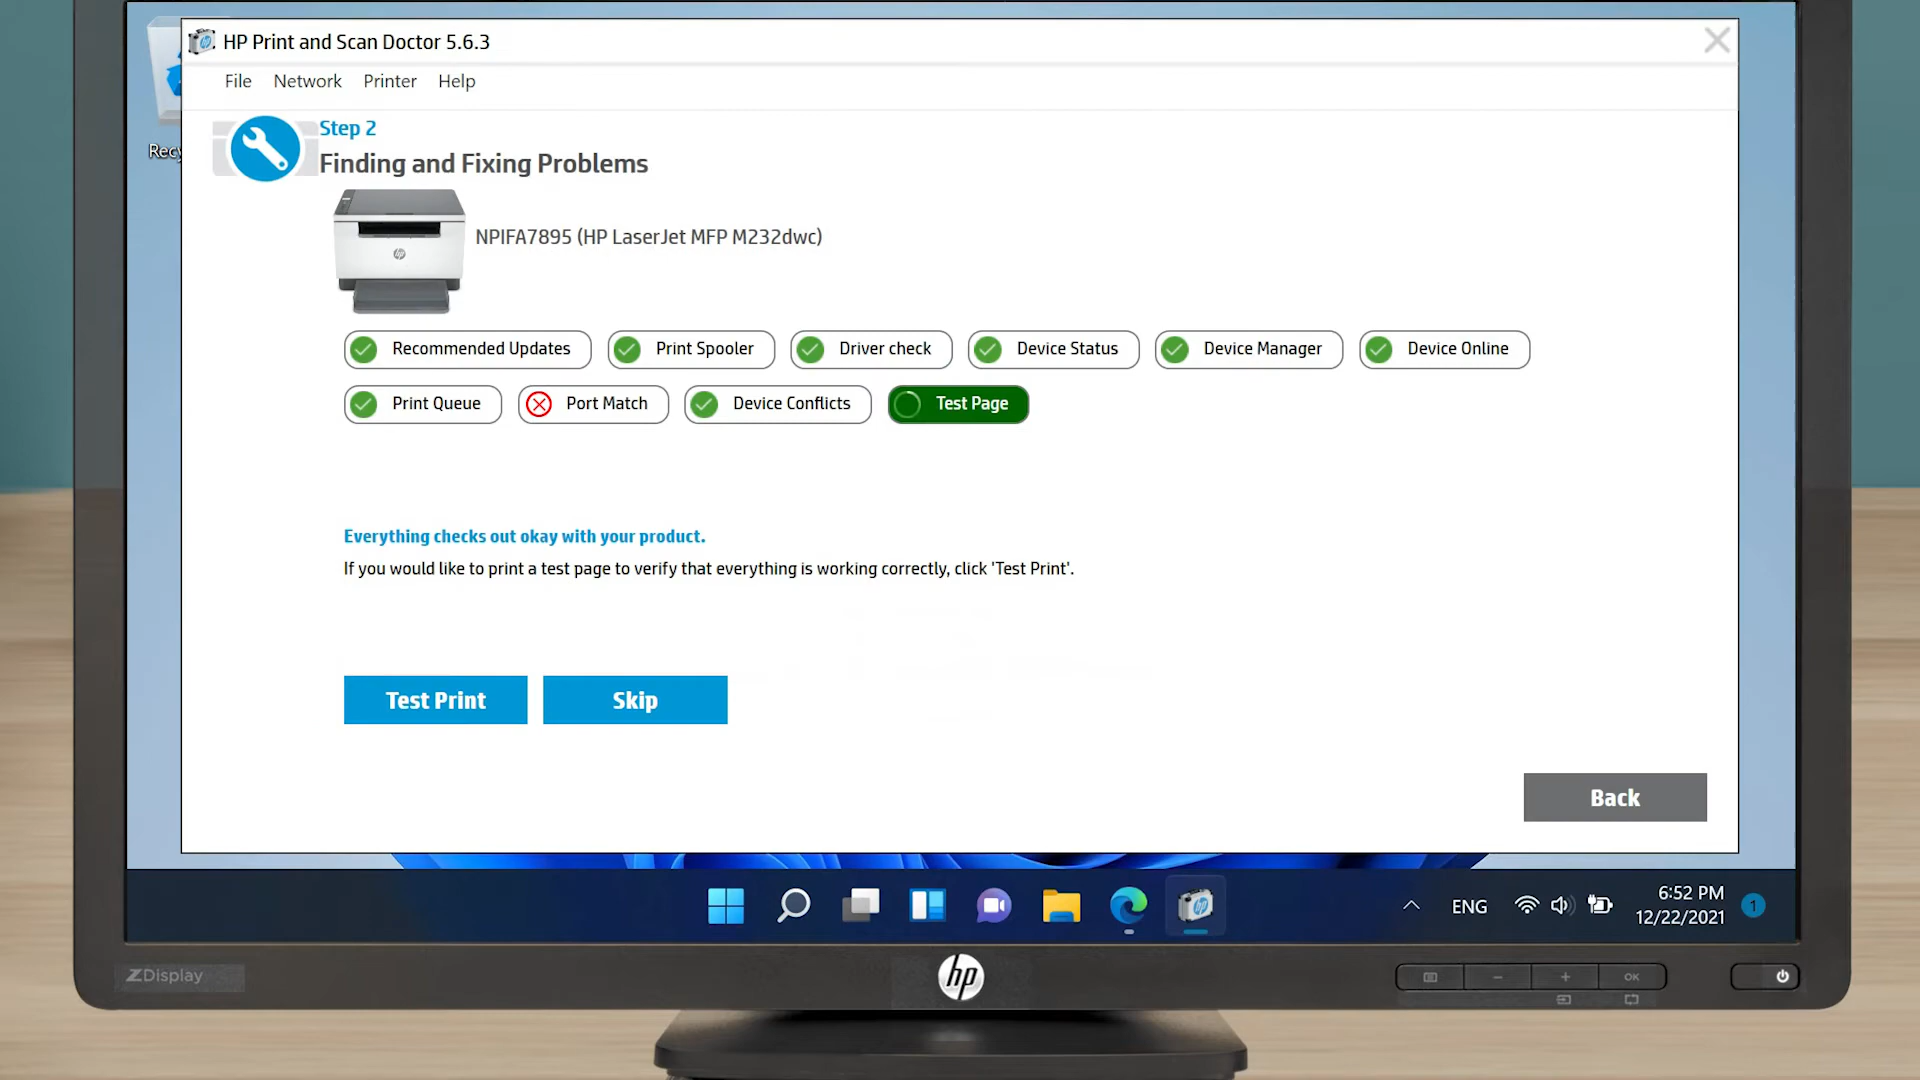 HP Print and Scan Doctor 5.6.3
File Network Printer Help
Step 2
Finding and Fixing Problems
NPIFA7895 (HP LaserJet MFP M232dwc)
Recommended Updates Print Spooler Driver check Device Status Device Manager Device Online
Print Queue Port Match Device Conflicts Test Page
Everything checks out okay with your product.
If you would like to print a test page to verify that everything is working correctly, click 'Test Print'.
Test Print Skip
Back
Recy
ENG
6:52 PM
12/22/2021
1
ZDisplay
hp
OK